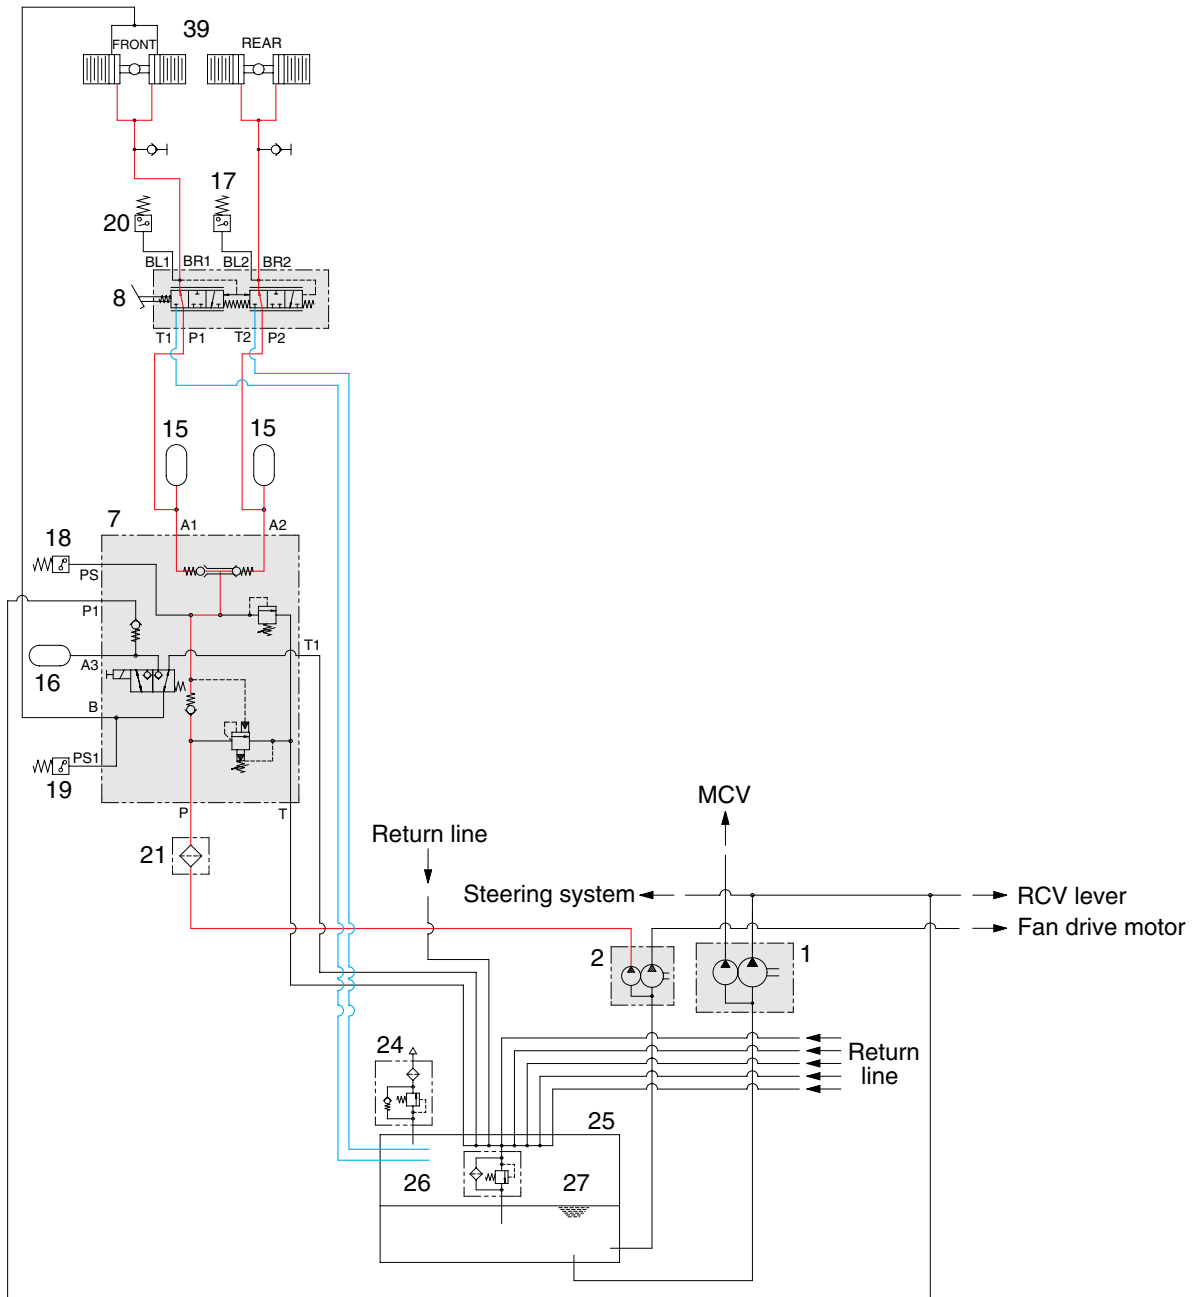 39
FRONT
REAR
17
20
BL1 BR1 BL2 BR2
8
T1 P1 T2 P2
15 15
7
A1 A2
18
PS
P1
T1
A3
16
B
PS1
19
P T
MCV
Return line
21
Steering system
RCV lever
Fan drive motor
2
1
24
Return
line
25
26
27